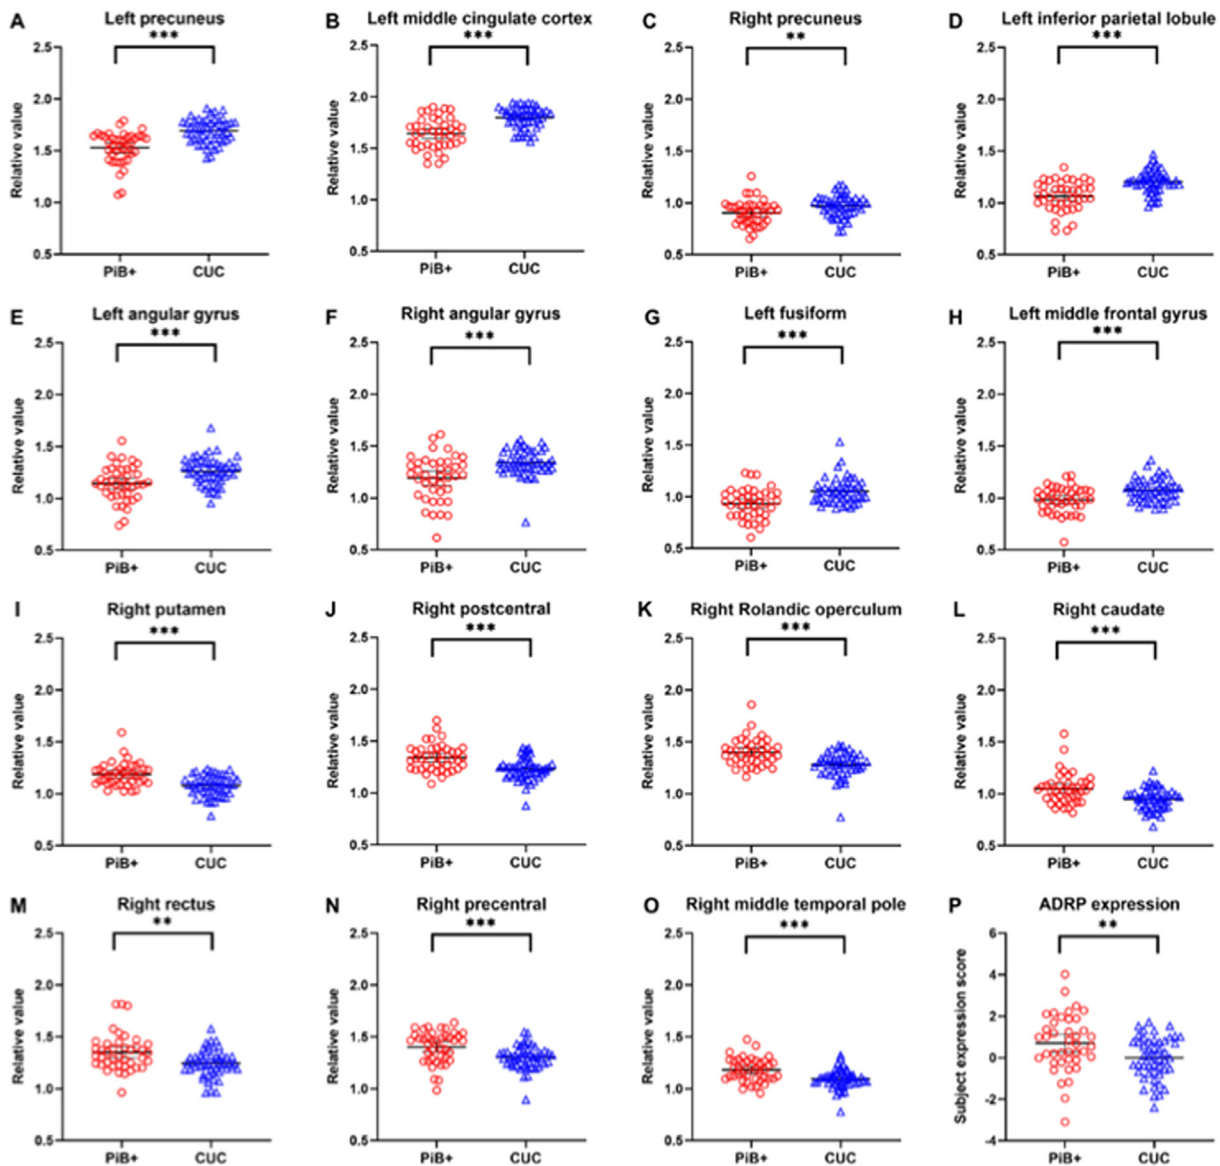 A Left precuneus
***
Relative value
2.5
2.0
1.5
1.0
0.5
PiB+ CUC
B Left middle cingulate cortex
***
Relative value
2.5
2.0
1.5
1.0
0.5
PiB+ CUC
C Right precuneus
**
Relative value
2.5
2.0
1.5
1.0
0.5
PiB+ CUC
D Left inferior parietal lobule
***
Relative value
2.5
2.0
1.5
1.0
0.5
PiB+ CUC
E Left angular gyrus
***
Relative value
2.5
2.0
1.5
1.0
0.5
PiB+ CUC
F Right angular gyrus
***
Relative value
2.5
2.0
1.5
1.0
0.5
PiB+ CUC
G Left fusiform
***
Relative value
2.5
2.0
1.5
1.0
0.5
PiB+ CUC
H Left middle frontal gyrus
***
Relative value
2.5
2.0
1.5
1.0
0.5
PiB+ CUC
I Right putamen
***
Relative value
2.5
2.0
1.5
1.0
0.5
PiB+ CUC
J Right postcentral
***
Relative value
2.5
2.0
1.5
1.0
0.5
PiB+ CUC
K Right Rolandic operculum
***
Relative value
2.5
2.0
1.5
1.0
0.5
PiB+ CUC
L Right caudate
***
Relative value
2.5
2.0
1.5
1.0
0.5
PiB+ CUC
M Right rectus
**
Relative value
2.5
2.0
1.5
1.0
0.5
PiB+ CUC
N Right precentral
***
Relative value
2.5
2.0
1.5
1.0
0.5
PiB+ CUC
O Right middle temporal pole
***
Relative value
2.5
2.0
1.5
1.0
0.5
PiB+ CUC
P ADRP expression
**
Subject expression score
6
4
2
0
-2
-4
PiB+ CUC